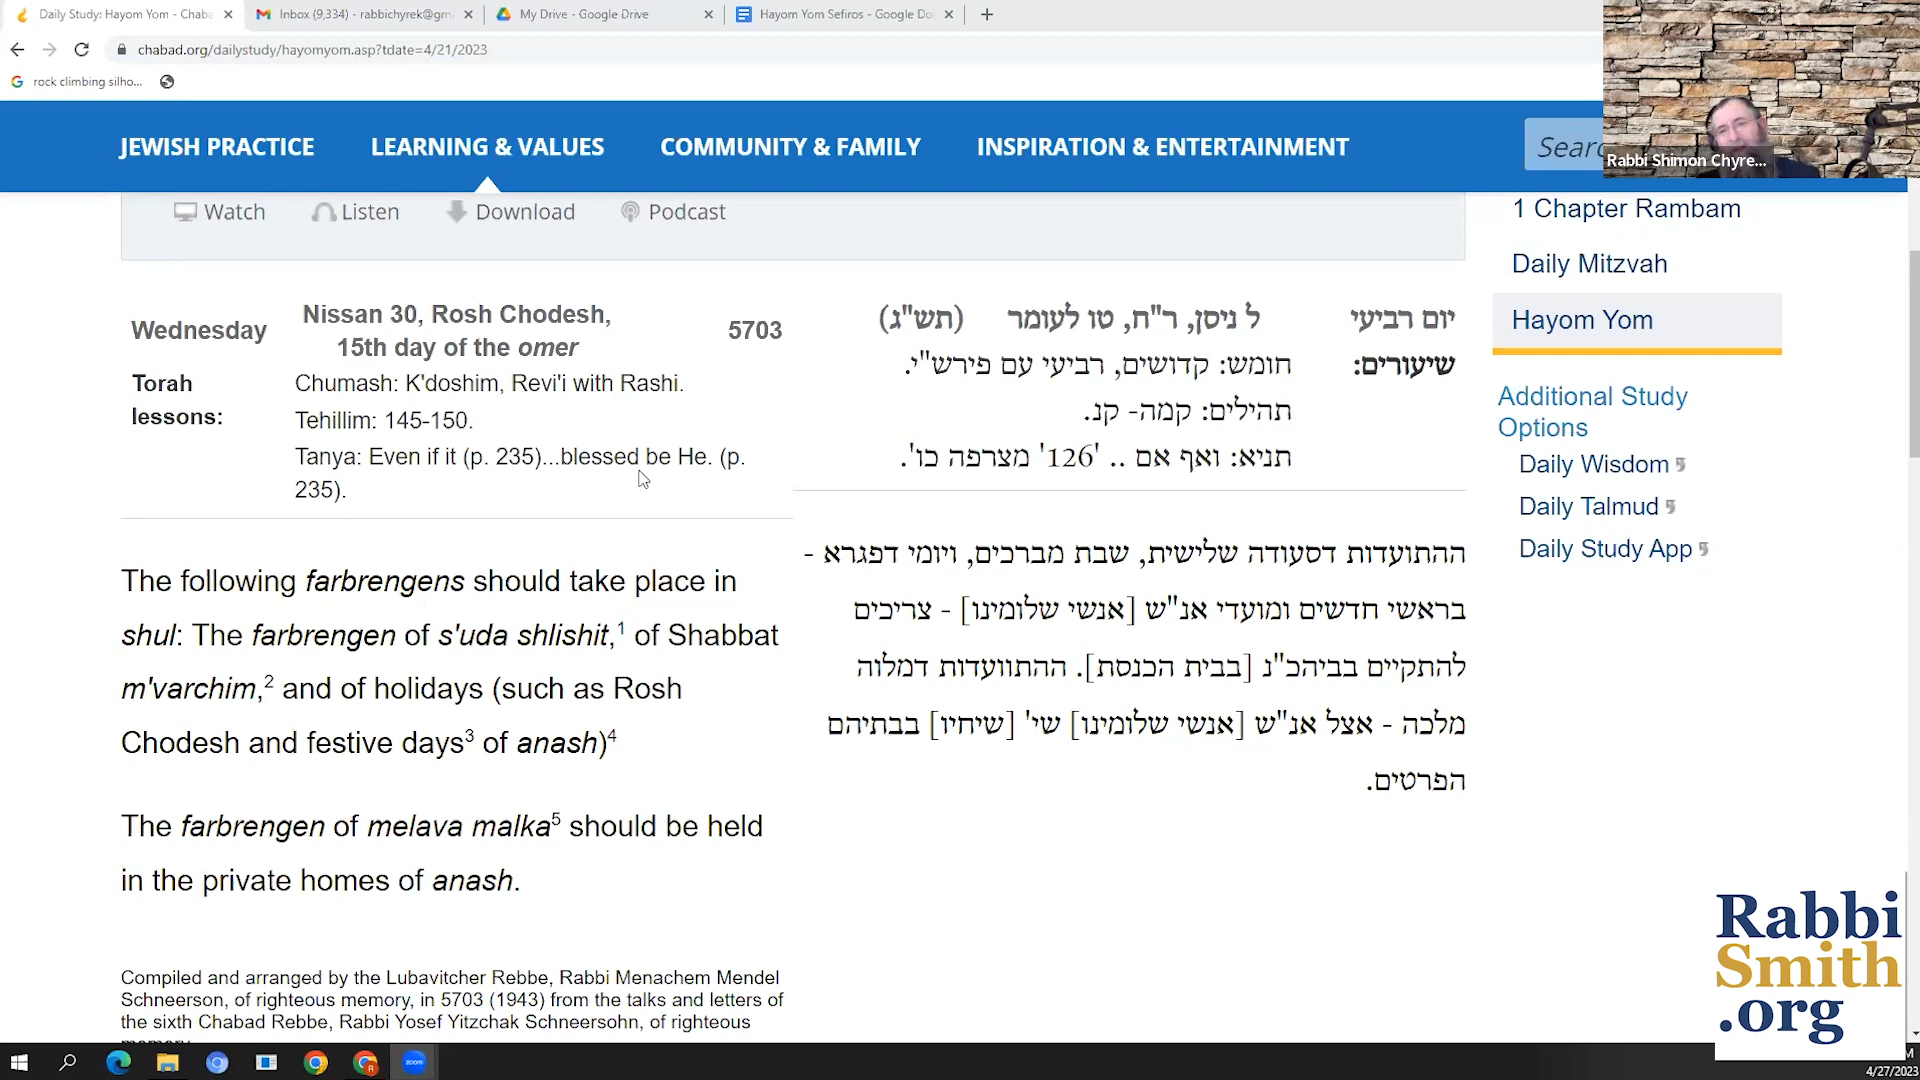 Daily Study: Hayom Yom - Chaba
Inbox (9,334) - rabbichyrek@gm
My Drive - Google Drive
Hayom Yom Sefiros - Google Do
chabad.org/dailystudy/hayomyom.asp?tdate=4/21/2023
rock climbing silho...
JEWISH PRACTICE
LEARNING & VALUES
COMMUNITY & FAMILY
INSPIRATION & ENTERTAINMENT
Searc
Rabbi Shimon Chyre...
Watch
Listen
Download
Podcast
Wednesday
Nissan 30, Rosh Chodesh,
15th day of the omer
5703
Torah
lessons:
Chumash: K'doshim, Revi'i with Rashi.
Tehillim: 145-150.
Tanya: Even if it (p. 235)...blessed be He. (p.
235).
The following farbrengens should take place in
shul: The farbrengen of s'uda shlishit,1 of Shabbat
m'varchim,2 and of holidays (such as Rosh
Chodesh and festive days3 of anash)4
The farbrengen of melava malka5 should be held
in the private homes of anash.
Compiled and arranged by the Lubavitcher Rebbe, Rabbi Menachem Mendel
Schneerson, of righteous memory, in 5703 (1943) from the talks and letters of
the sixth Chabad Rebbe, Rabbi Yosef Yitzchak Schneersohn, of righteous
יום רביעי
ל ניסן, ר"ח, טו לעומר
(תש"ג)
שיעורים:
חומש: קדושים, רביעי עם פירש"י.
תהילים: קמה- קנ.
תניא: ואף אם .. '126' מצרפה כו'.
ההתועדות דסעודה שלישית, שבת מברכים, ויומי דפגרא -
בראשי חדשים ומועדי אנ"ש [אנשי שלומינו] - צריכים
להתקיים בביהכ"נ [בבית הכנסת]. ההתוועדות דמלוה
מלכה - אצל אנ"ש [אנשי שלומינו] שי' [שיחיו] בבתיהם
הפרטים.
1 Chapter Rambam
Daily Mitzvah
Hayom Yom
Additional Study
Options
Daily Wisdom
Daily Talmud
Daily Study App
Rabbi
Smith
.org
zoom
4/27/2023